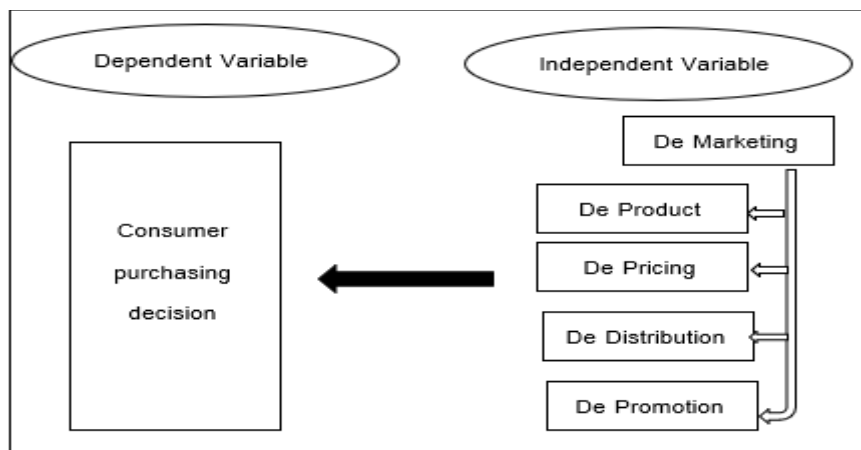 Dependent Variable
Independent Variable
De Marketing
De Product
Consumer
purchasing
decision
De Pricing
De Distribution
De Promotion